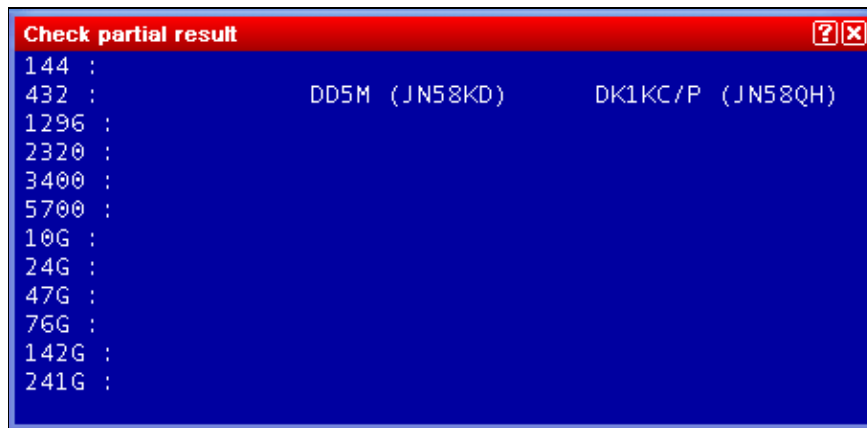 Check partial result
144 :
432 : DD5M (JN58KD) DK1KC/P (JN58QH)
1296 :
2320 :
3400 :
5700 :
10G :
24G :
47G :
76G :
142G :
241G :